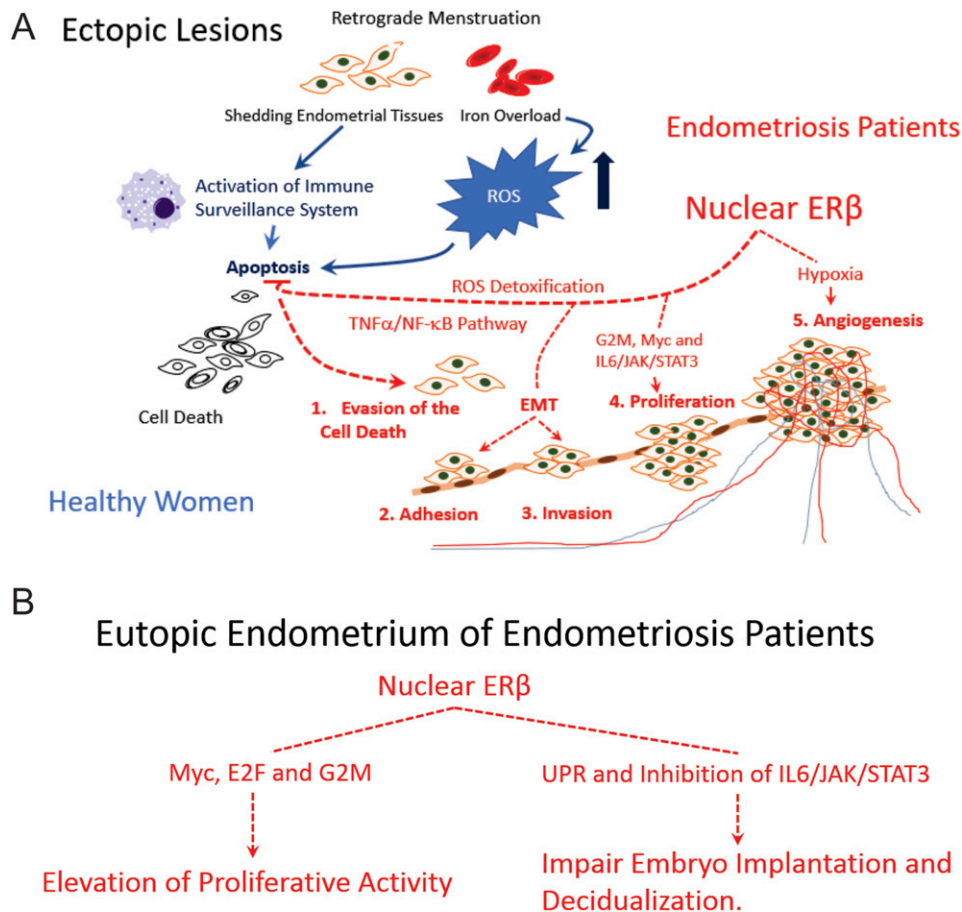 A Ectopic Lesions
Retrograde Menstruation
Shedding Endometrial Tissues
Iron Overload
Endometriosis Patients
Activation of Immune
Surveillance System
ROS
Nuclear ERβ
Apoptosis
ROS Detoxification
Hypoxia
TNFα/NF-κB Pathway
G2M, Myc and
IL6/JAK/STAT3
5. Angiogenesis
Cell Death
1. Evasion of the
Cell Death
EMT
4. Proliferation
Healthy Women
2. Adhesion
3. Invasion
B
Eutopic Endometrium of Endometriosis Patients
Nuclear ERβ
Myc, E2F and G2M
UPR and Inhibition of IL6/JAK/STAT3
Elevation of Proliferative Activity
Impair Embryo Implantation and
Decidualization.